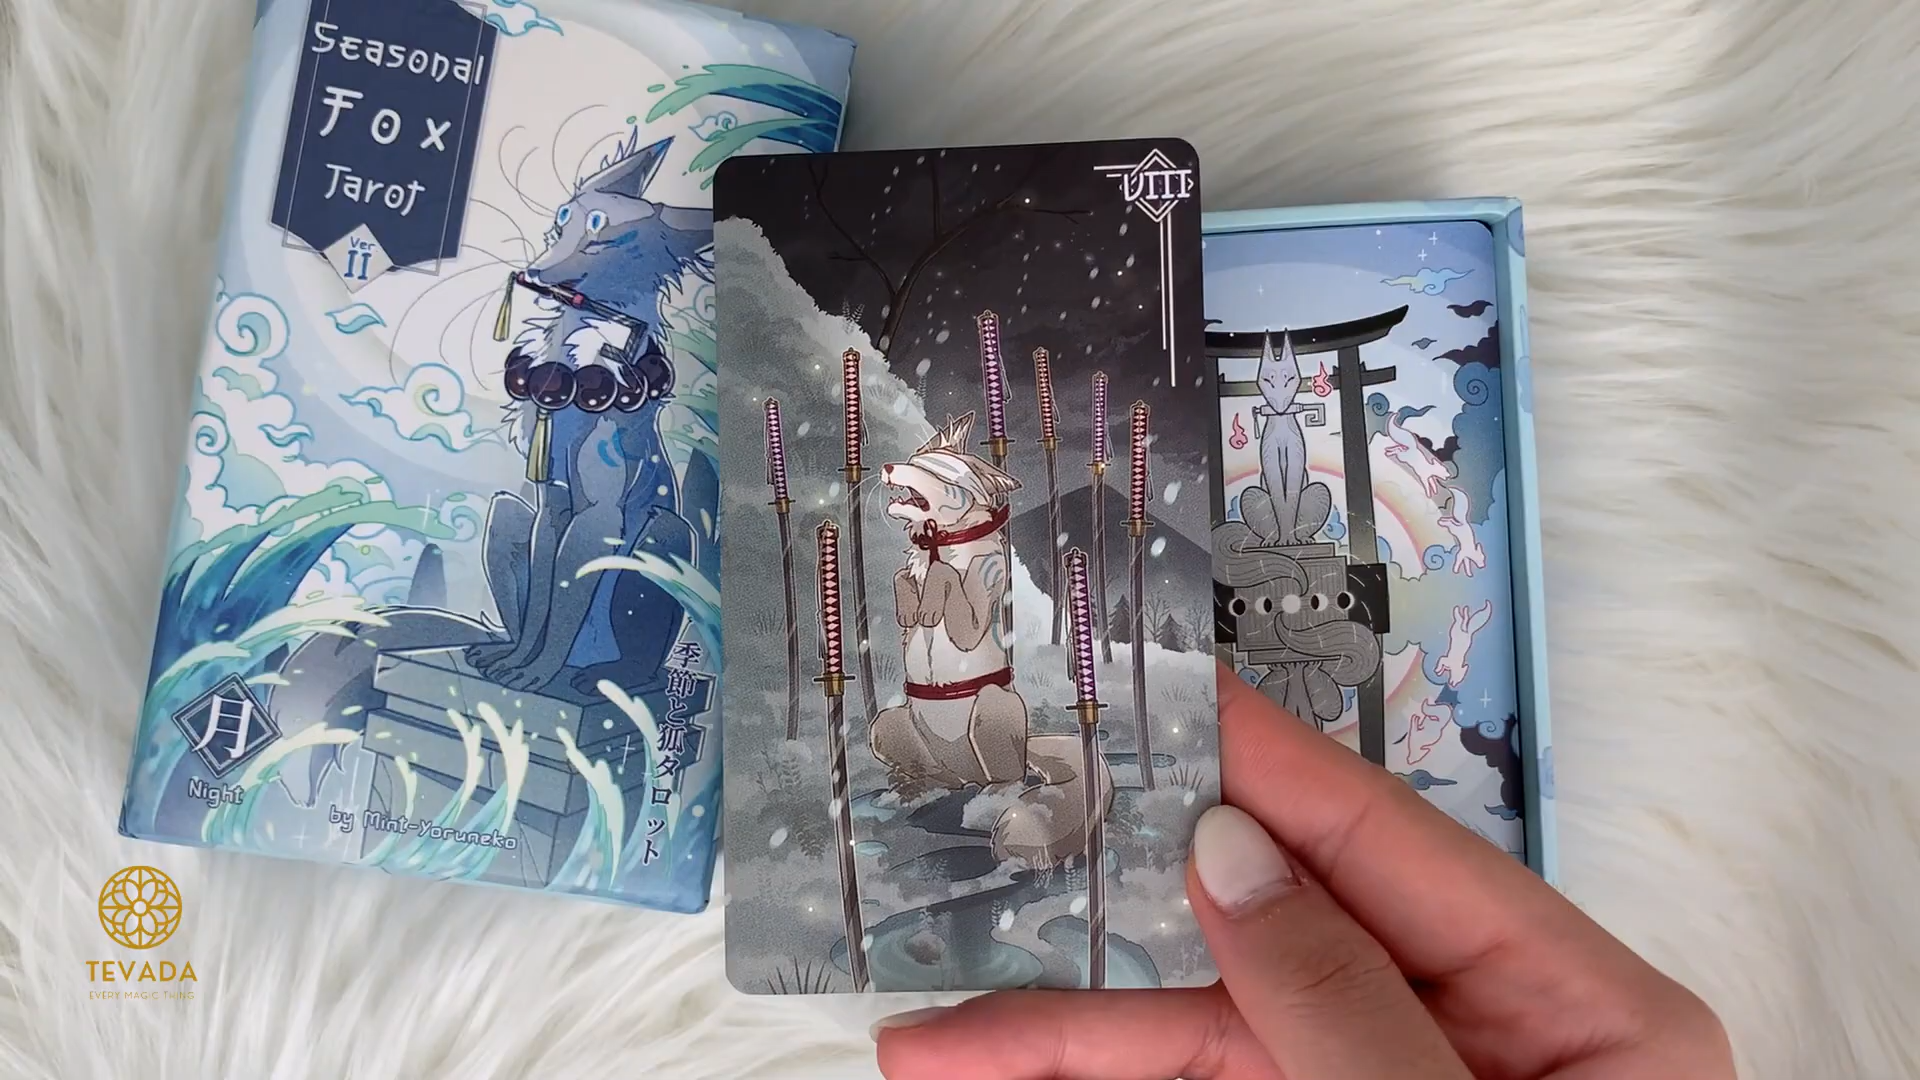 Seasonal
Fox
Tarot
Ver
II
季節と狐タロット
月
Night
by Mint-Yoruneko
VIII
TEVADA
EVERY MAGIC THING